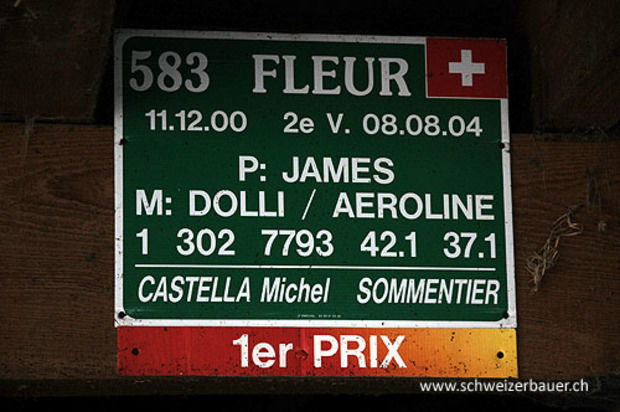 583 FLEUR
11.12.00 2e V. 08.08.04
P: JAMES
M: DOLLI / AEROLINE
1 302 7793 42.1 37.1
CASTELLA Michel SOMMENTIER
1er PRIX
www.schweizerbauer.ch